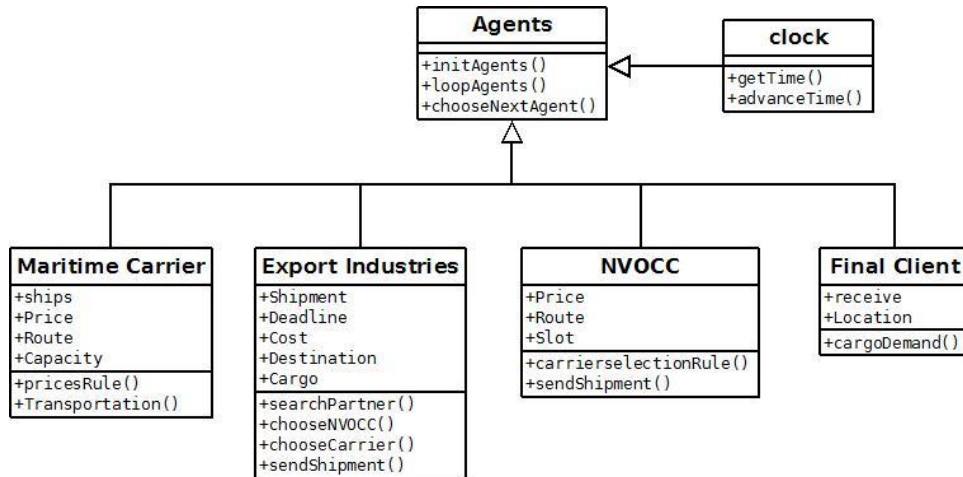 Agents
+initAgents()
+loopAgents()
+chooseNextAgent()
clock
+getTime()
+advanceTime()
Maritime Carrier
+ships
+Price
+Route
+Capacity
+pricesRule()
+Transportation()
Export Industries
+Shipment
+Deadline
+Cost
+Destination
+Cargo
+searchPartner()
+chooseNVOCC()
+chooseCarrier()
+sendShipment()
NVOCC
+Price
+Route
+Slot
+carrierselectionRule()
+sendShipment()
Final Client
+receive
+Location
+cargoDemand()